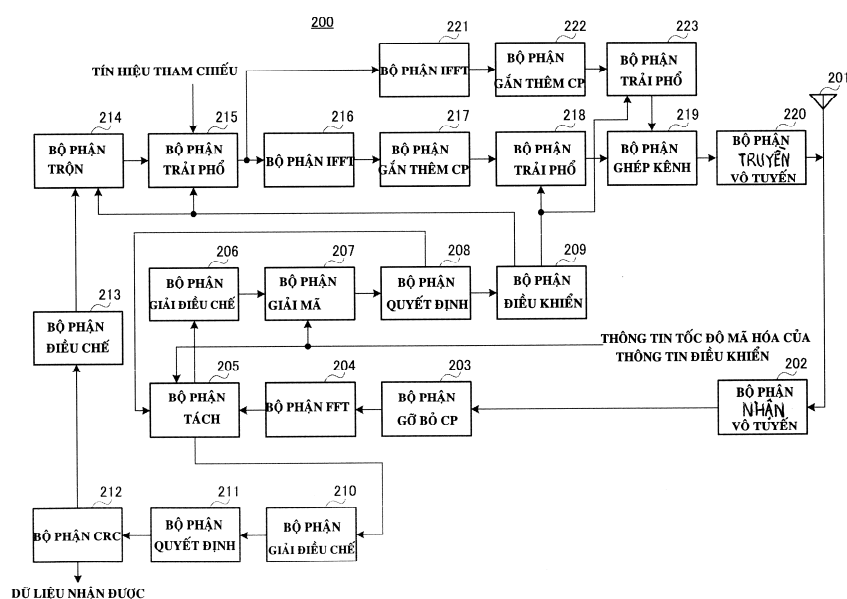 200
221
BỘ PHẬN IFFT
222
BỘ PHẬN
GẮN THÊM CP
223
BỘ PHẬN
TRẢI PHỔ
TÍN HIỆU THAM CHIẾU
201
214
BỘ PHẬN
TRỘN
215
BỘ PHẬN
TRẢI PHỔ
216
BỘ PHẬN IFFT
217
BỘ PHẬN
GẮN THÊM CP
218
BỘ PHẬN
TRẢI PHỔ
219
BỘ PHẬN
GHÉP KÊNH
220
BỘ PHẬN
TRUYỀN
VÔ TUYẾN
206
BỘ PHẬN
GIẢI ĐIỀU CHẾ
207
BỘ PHẬN
GIẢI MÃ
208
BỘ PHẬN
QUYẾT ĐỊNH
209
BỘ PHẬN
ĐIỀU KHIỂN
213
BỘ PHẬN
ĐIỀU CHẾ
THÔNG TIN TỐC ĐỘ MÃ HÓA CỦA
THÔNG TIN ĐIỀU KHIỂN
205
BỘ PHẬN
TÁCH
204
BỘ PHẬN FFT
203
BỘ PHẬN
GỠ BỎ CP
202
BỘ PHẬN
NHẬN
VÔ TUYẾN
212
BỘ PHẬN CRC
211
BỘ PHẬN
QUYẾT ĐỊNH
210
BỘ PHẬN
GIẢI ĐIỀU CHẾ
DỮ LIỆU NHẬN ĐƯỢC